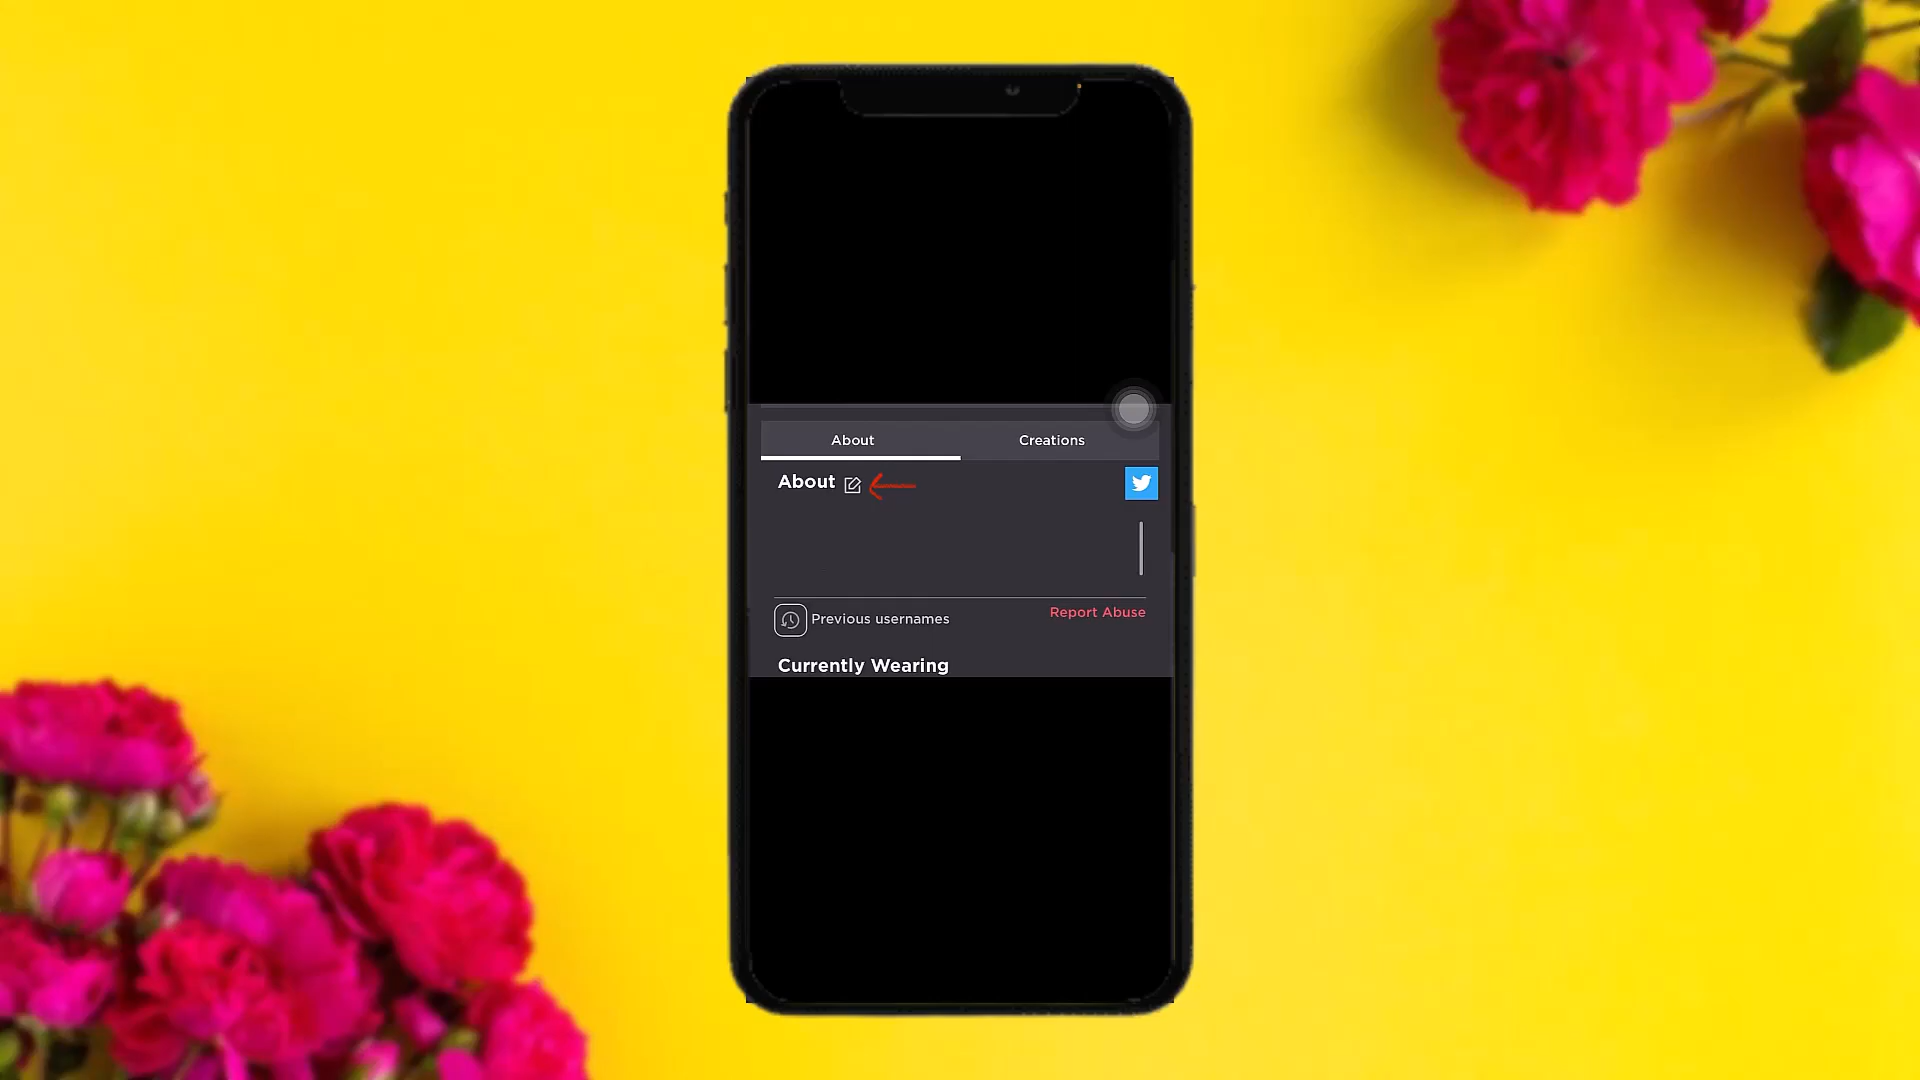 About
Creations
About
Previous usernames
Report Abuse
Currently Wearing